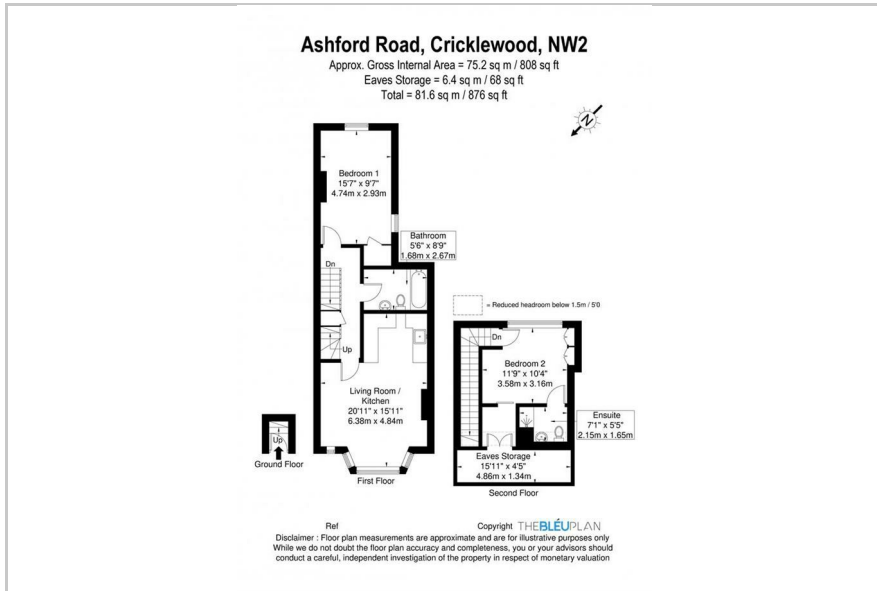 Ashford Road, Cricklewood, NW2
Approx. Gross Internal Area = 75.2 sq m / 808 sq ft
Eaves Storage = 6.4 sq m / 68 sq ft
Total = 81.6 sq m / 876 sq ft
N
Bedroom 1
15'7" x 9'7"
4.74m x 2.93m
Bathroom
5'6" x 8'9"
1.68m x 2.67m
Dn
Up
Living Room /
Kitchen
20'11" x 15'11"
6.38m x 4.84m
First Floor
Up
Ground Floor
= Reduced headroom below 1.5m / 5'0
Dn
Bedroom 2
11'9" x 10'4"
3.58m x 3.16m
Ensuite
7'1" x 5'5"
2.15m x 1.65m
Eaves Storage
15'11" x 4'5"
4.86m x 1.34m
Second Floor
Ref
Copyright THEBLÉUPLAN
Disclaimer : Floor plan measurements are approximate and are for illustrative purposes only
While we do not doubt the floor plan accuracy and completeness, you or your advisors should
conduct a careful, independent investigation of the property in respect of monetary valuation